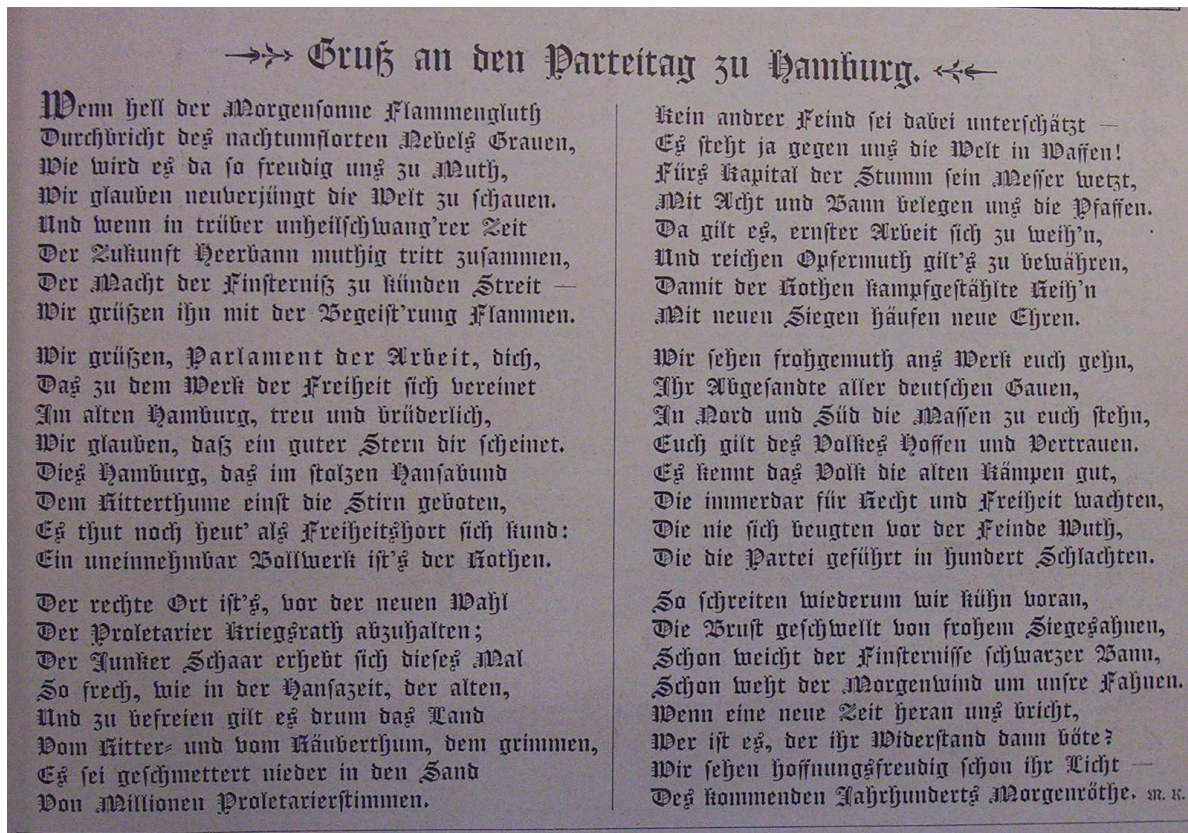 Gruß an den Parteitag zu Hamburg.
Wenn hell der Morgensonne Flammengluth
Durchbricht des nachtumflorten Nebels Grauen,
Wie wird es da so freudig uns zu Muth,
Wir glauben neuverjüngt die Welt zu schauen.
Und wenn in trüber unheilschwang'rer Zeit
Der Zukunft Heerbann muthig tritt zusammen,
Der Macht der Finsterniß zu künden Streit —
Wir grüßen ihn mit der Begeist'rung Flammen.
Wir grüßen, Parlament der Arbeit, dich,
Das zu dem Werk der Freiheit sich vereinet
Im alten Hamburg, treu und brüderlich,
Wir glauben, daß ein guter Stern dir scheinet.
Dies Hamburg, das im stolzen Hansabund
Dem Ritterthume einst die Stirn geboten,
Es thut noch heut' als Freiheitshort sich kund:
Ein uneinnehmbar Bollwerk ist's der Rothen.
Der rechte Ort ist's, vor der neuen Wahl
Der Proletarier Kriegsrath abzuhalten;
Der Junker Schaar erhebt sich dieses Mal
So frech, wie in der Hansazeit, der alten,
Und zu befreien gilt es drum das Land
Vom Ritter- und vom Räuberthum, dem grimmen,
Es sei geschmettert nieder in den Sand
Von Millionen Proletarierstimmen.
Kein andrer Feind sei dabei unterschätzt —
Es steht ja gegen uns die Welt in Waffen!
Fürs Kapital der Stumm sein Messer wetzt,
Mit Acht und Bann belegen uns die Pfaffen.
Da gilt es, ernster Arbeit sich zu weih'n,
Und reichen Opfermuth gilt's zu bewähren,
Damit der Rothen kampfgestählte Reih'n
Mit neuen Siegen häufen neue Ehren.
Wir sehen frohgemuth ans Werk euch gehn,
Ihr Abgesandte aller deutschen Gauen,
In Nord und Süd die Massen zu euch stehn,
Euch gilt des Volkes Hoffen und Vertrauen.
Es kennt das Volk die alten Kämpen gut,
Die immerdar für Recht und Freiheit wachten,
Die nie sich beugten vor der Feinde Wuth,
Die die Partei geführt in hundert Schlachten.
So schreiten wiederum wir kühn voran,
Die Brust geschwellt von frohem Siegesahnen,
Schon weicht der Finsternisse schwarzer Bann,
Schon weht der Morgenwind um unsre Fahnen.
Wenn eine neue Zeit heran uns bricht,
Wer ist es, der ihr Widerstand dann böte?
Wir sehen hoffnungsfreudig schon ihr Licht —
Des kommenden Jahrhunderts Morgenröthe. M. K.